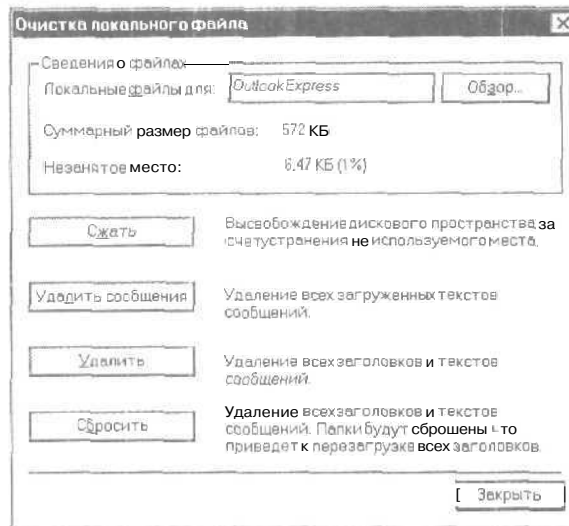 Очистка локального файла
Сведения о файлах
Локальные файлы для: Outlook Express Обзор...
Суммарный размер файлов: 572 КБ
Незанятое место: 6.47 КБ (1%)
Сжать
Высвобождение дискового пространства за
счет устранения не используемого места.
Удалить сообщения
Удаление всех загруженных текстов
сообщений.
Удалить
Удаление всех заголовков и текстов
сообщений.
Сбросить
Удаление всех заголовков и текстов
сообщений. Папки будут сброшены что
приведет к перезагрузке всех заголовков.
Закрыть